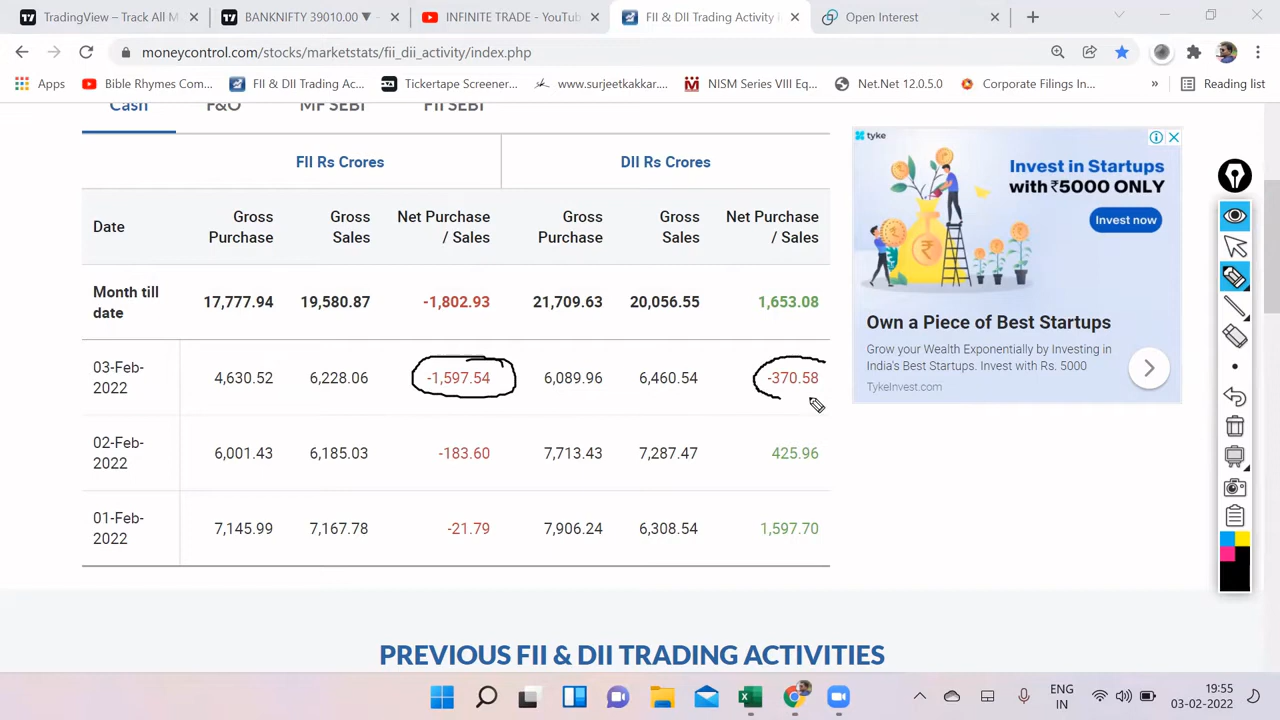 TradingView – Track All M
BANKNIFTY 39010.00 ▼
INFINITE TRADE - YouTub
FII & DII Trading Activity i
Open Interest
moneycontrol.com/stocks/marketstats/fii_dii_activity/index.php
Apps
Bible Rhymes Com...
FII & DII Trading Ac...
Tickertape Screener...
www.surjeetkakkar....
NISM Series VIII Eq...
Net.Net 12.0.5.0
Corporate Filings In...
»
Reading list
Cash F&O MF SEBI FII SEBI
FII Rs Crores DII Rs Crores
Date Gross Purchase Gross Sales Net Purchase / Sales Gross Purchase Gross Sales Net Purchase / Sales
Month till date 17,777.94 19,580.87 -1,802.93 21,709.63 20,056.55 1,653.08
03-Feb-2022 4,630.52 6,228.06 -1,597.54 6,089.96 6,460.54 -370.58
02-Feb-2022 6,001.43 6,185.03 -183.60 7,713.43 7,287.47 425.96
01-Feb-2022 7,145.99 7,167.78 -21.79 7,906.24 6,308.54 1,597.70
PREVIOUS FII & DII TRADING ACTIVITIES
tyke
Invest in Startups
with ₹5000 ONLY
Invest now
Own a Piece of Best Startups
Grow your Wealth Exponentially by Investing in
India's Best Startups. Invest with Rs. 5000
TykeInvest.com
ENG
IN
19:55
03-02-2022